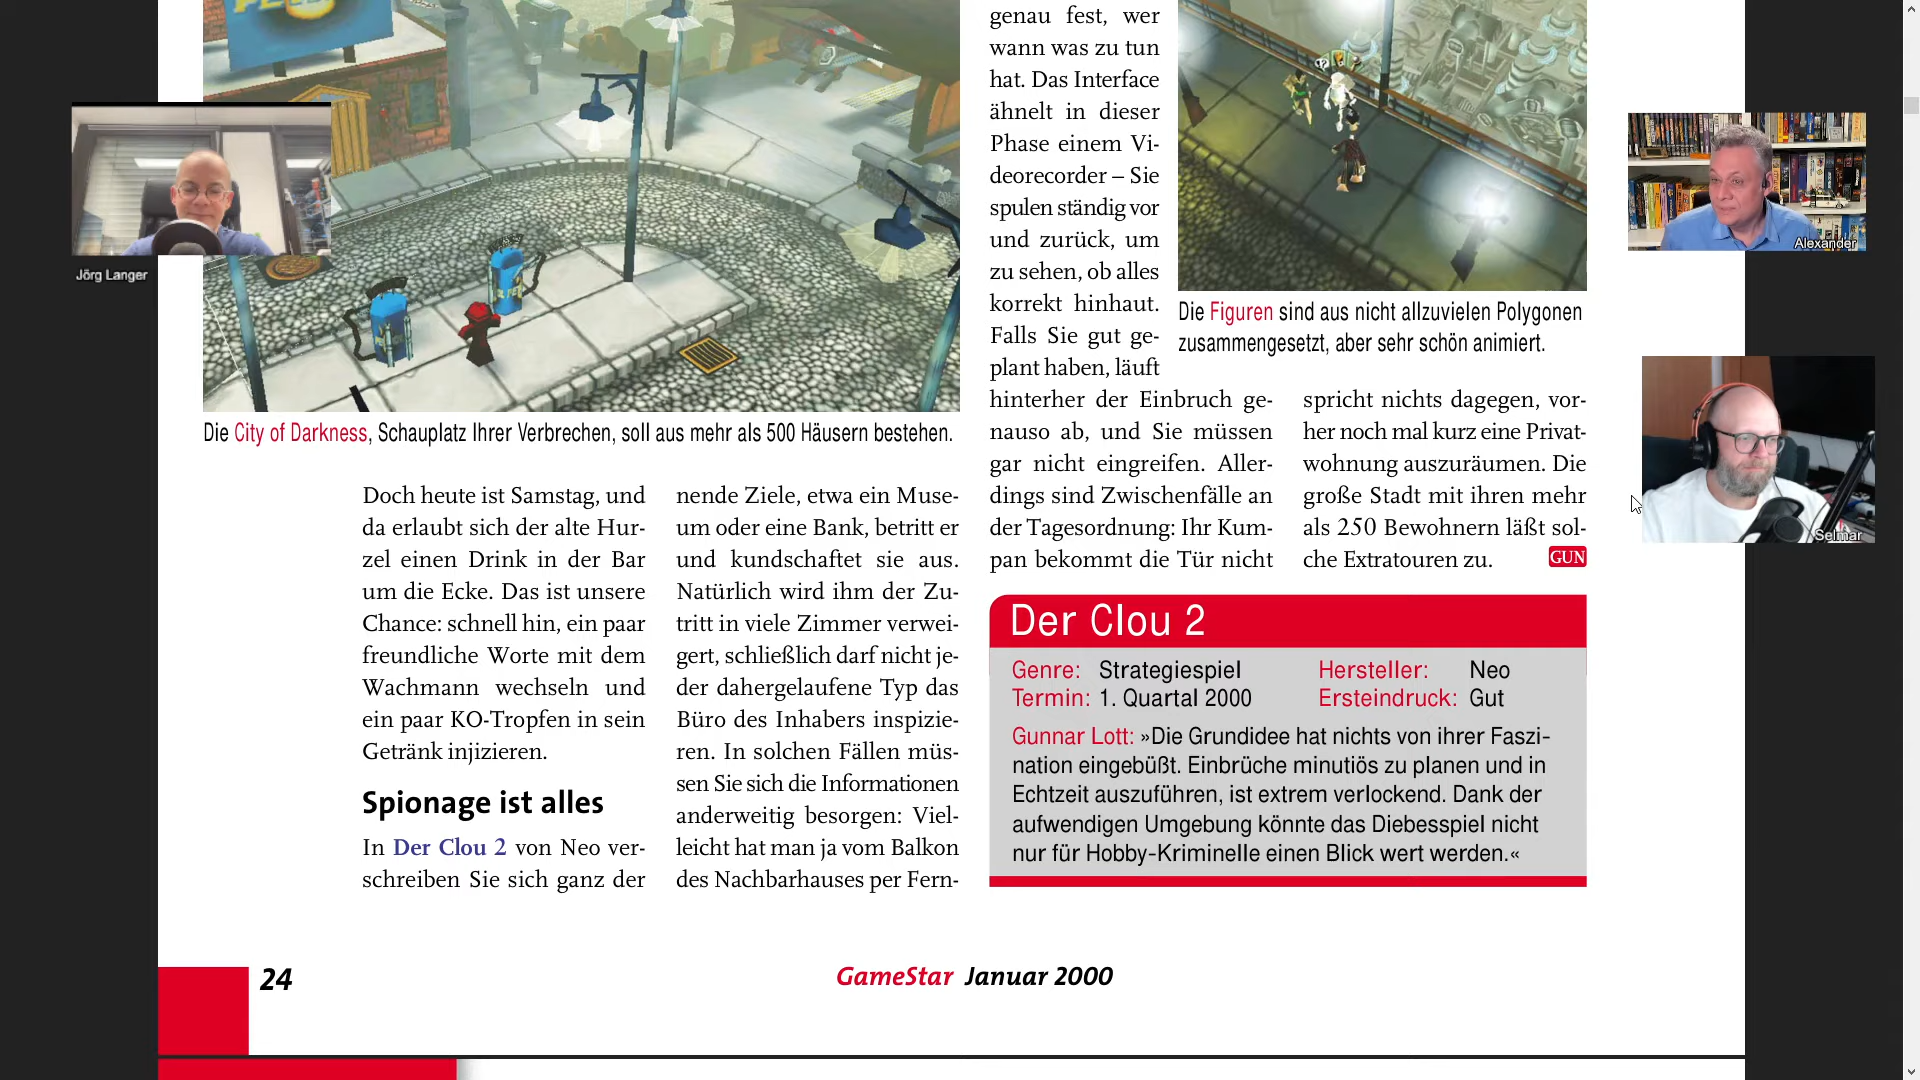 genau fest, wer
wann was zu tun
hat. Das Interface
ähnelt in dieser
Phase einem Vi-
deorecorder – Sie
spulen ständig vor
und zurück, um
zu sehen, ob alles
korrekt hinhaut.
Falls Sie gut ge-
plant haben, läuft
hinterher der Einbruch ge-
nauso ab, und Sie müssen
gar nicht eingreifen. Aller-
dings sind Zwischenfälle an
der Tagesordnung: Ihr Kum-
pan bekommt die Tür nicht
Jörg Langer
Alexander
Selmar
Die Figuren sind aus nicht allzuvielen Polygonen
zusammengesetzt, aber sehr schön animiert.
spricht nichts dagegen, vor-
her noch mal kurz eine Privat-
wohnung auszuräumen. Die
große Stadt mit ihren mehr
als 250 Bewohnern läßt sol-
che Extratouren zu. GUN
Die City of Darkness, Schauplatz Ihrer Verbrechen, soll aus mehr als 500 Häusern bestehen.
Doch heute ist Samstag, und
da erlaubt sich der alte Hur-
zel einen Drink in der Bar
um die Ecke. Das ist unsere
Chance: schnell hin, ein paar
freundliche Worte mit dem
Wachmann wechseln und
ein paar KO-Tropfen in sein
Getränk injizieren.
Spionage ist alles
In Der Clou 2 von Neo ver-
schreiben Sie sich ganz der
nende Ziele, etwa ein Muse-
um oder eine Bank, betritt er
und kundschaftet sie aus.
Natürlich wird ihm der Zu-
tritt in viele Zimmer verwei-
gert, schließlich darf nicht je-
der dahergelaufene Typ das
Büro des Inhabers inspizie-
ren. In solchen Fällen müs-
sen Sie sich die Informationen
anderweitig besorgen: Viel-
leicht hat man ja vom Balkon
des Nachbarhauses per Fern-
Der Clou 2
Genre: Strategiespiel Hersteller: Neo
Termin: 1. Quartal 2000 Ersteindruck: Gut
Gunnar Lott: »Die Grundidee hat nichts von ihrer Faszi-
nation eingebüßt. Einbrüche minutiös zu planen und in
Echtzeit auszuführen, ist extrem verlockend. Dank der
aufwendigen Umgebung könnte das Diebesspiel nicht
nur für Hobby-Kriminelle einen Blick wert werden.«
24
GameStar Januar 2000